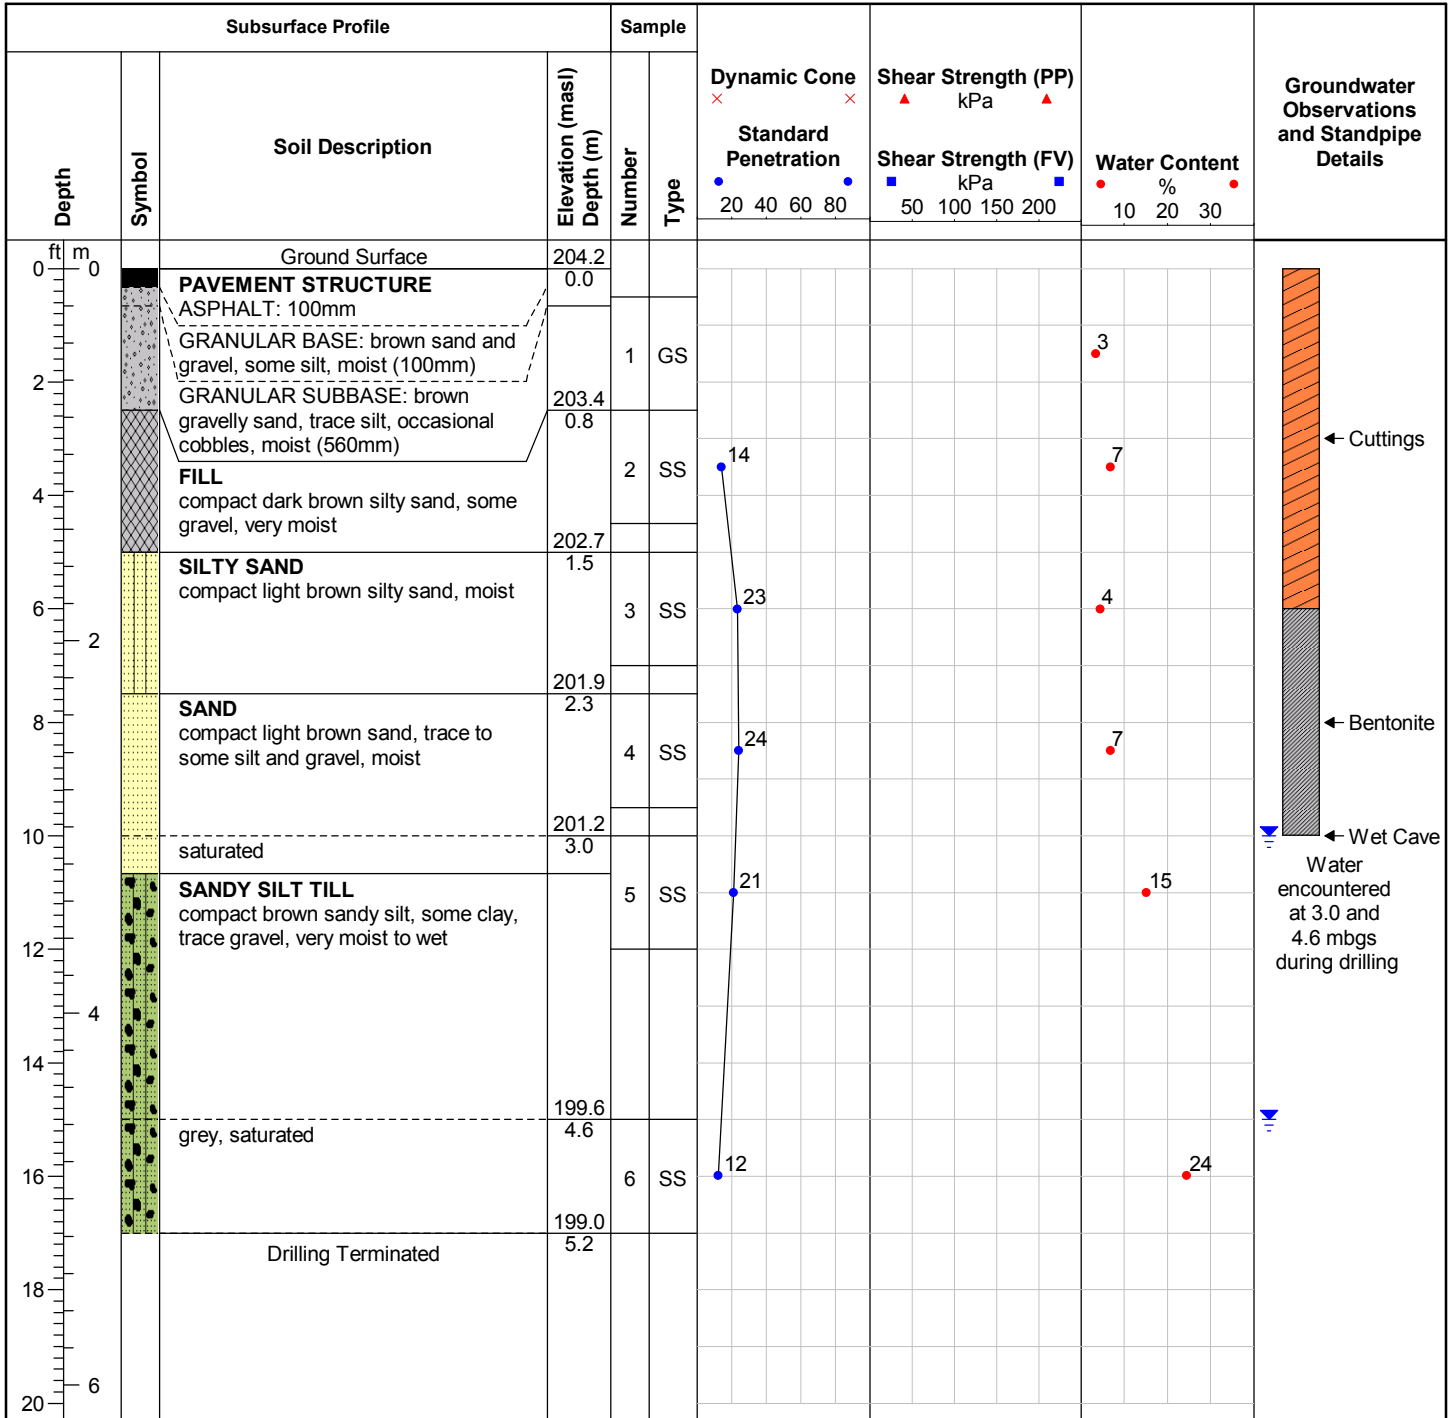 Subsurface Profile
Sample
Depth
Symbol
Soil Description
Elevation (masl)
Depth (m)
Number
Type
Dynamic Cone
Standard
Penetration
20 40 60 80
Shear Strength (PP)
kPa
Shear Strength (FV)
kPa
50 100 150 200
Water Content
%
10 20 30
Groundwater
Observations
and Standpipe
Details
ft m
0 0
2
4
6
2
8
10
12
4
14
16
18
6
20
Ground Surface
204.2
0.0
PAVEMENT STRUCTURE
ASPHALT: 100mm
GRANULAR BASE: brown sand and
gravel, some silt, moist (100mm)
GRANULAR SUBBASE: brown
gravelly sand, trace silt, occasional
cobbles, moist (560mm)
203.4
0.8
FILL
compact dark brown silty sand, some
gravel, very moist
202.7
1.5
SILTY SAND
compact light brown silty sand, moist
201.9
2.3
SAND
compact light brown sand, trace to
some silt and gravel, moist
201.2
3.0
saturated
SANDY SILT TILL
compact brown sandy silt, some clay,
trace gravel, very moist to wet
199.6
4.6
grey, saturated
199.0
5.2
Drilling Terminated
1 GS
2 SS
3 SS
4 SS
5 SS
6 SS
14
23
24
21
12
3
7
4
7
15
24
Cuttings
Bentonite
Wet Cave
Water
encountered
at 3.0 and
4.6 mbgs
during drilling